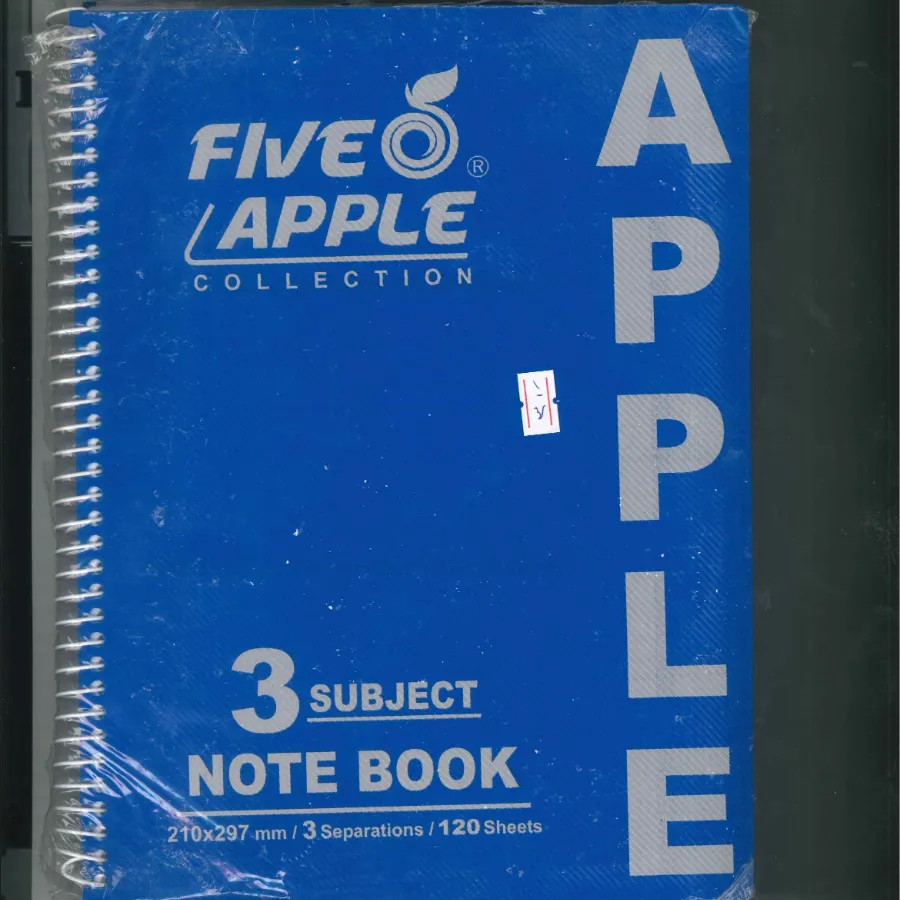 FIVE
®
APPLE
COLLECTION
APPLE
3 SUBJECT
NOTE BOOK
210x297 mm / 3 Separations / 120 Sheets